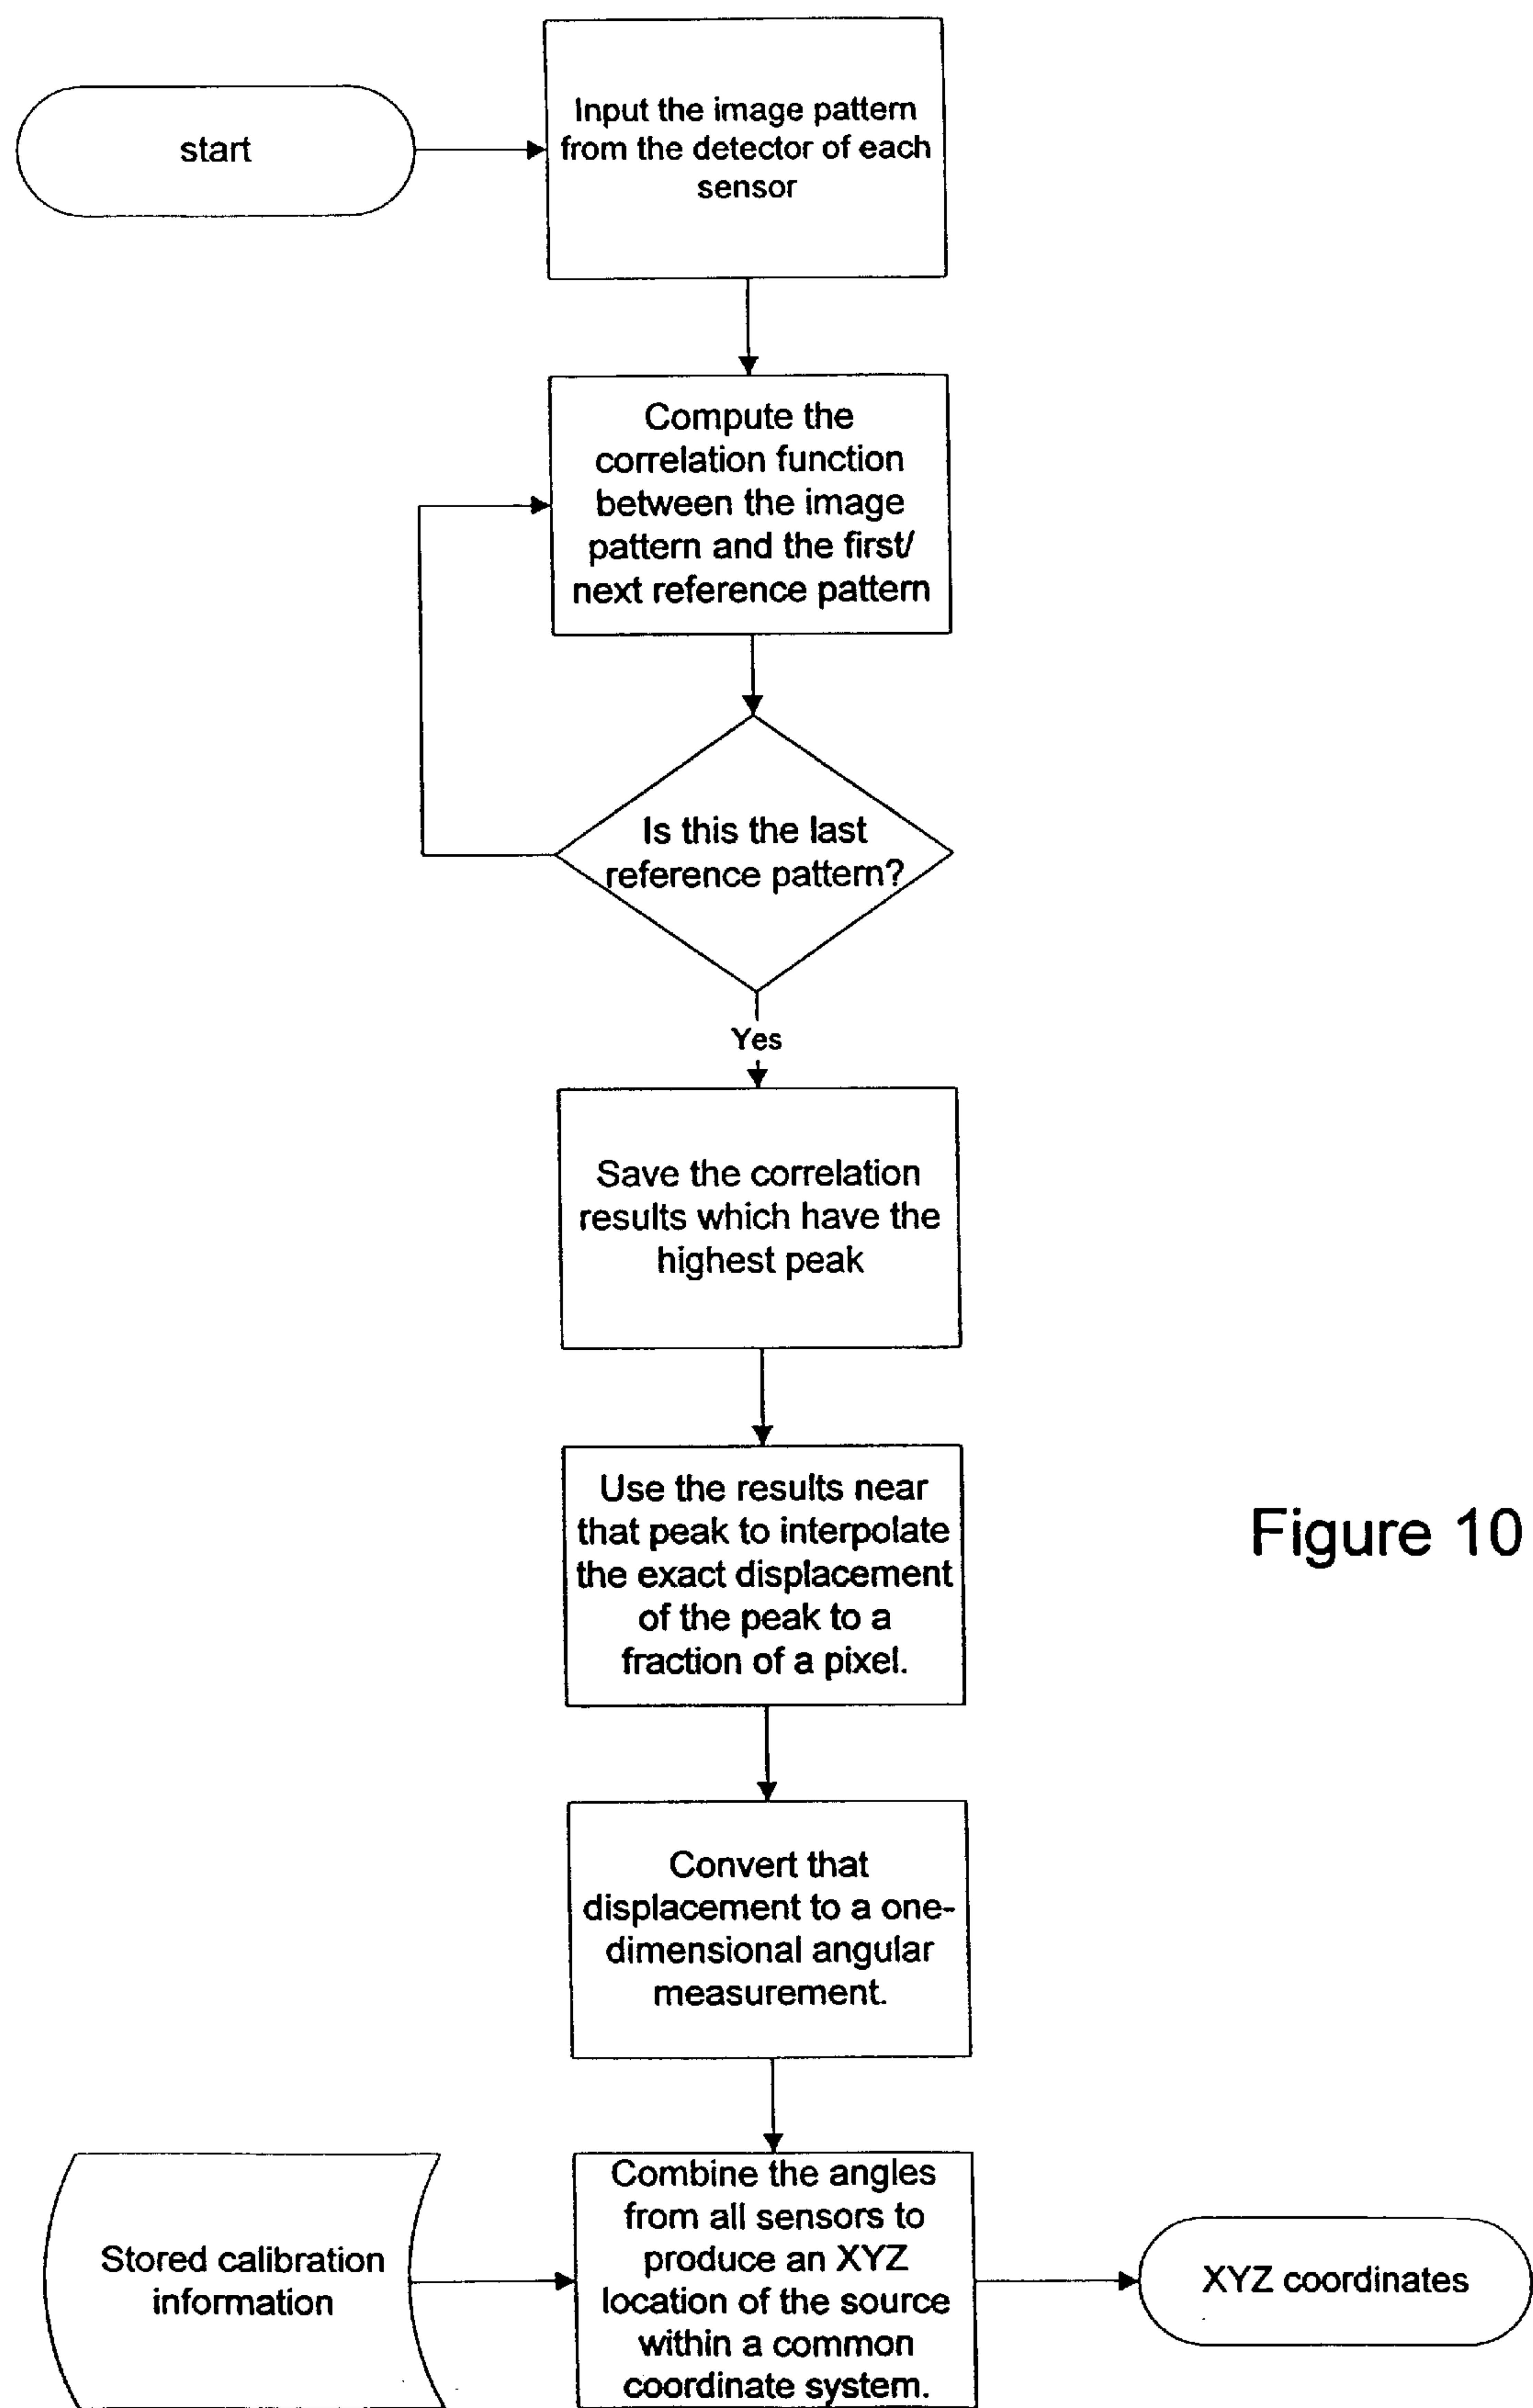 start
Input the image pattern
from the detector of each
sensor
Compute the
correlation function
between the image
pattern and the first/
next reference pattern
Is this the last
reference pattern?
Yes
Save the correlation
results which have the
highest peak
Use the results near
that peak to interpolate
the exact displacement
of the peak to a
fraction of a pixel.
Figure 10
Convert that
displacement to a one-
dimensional angular
measurement.
Stored calibration
information
Combine the angles
from all sensors to
produce an XYZ
location of the source
within a common
coordinate system.
XYZ coordinates